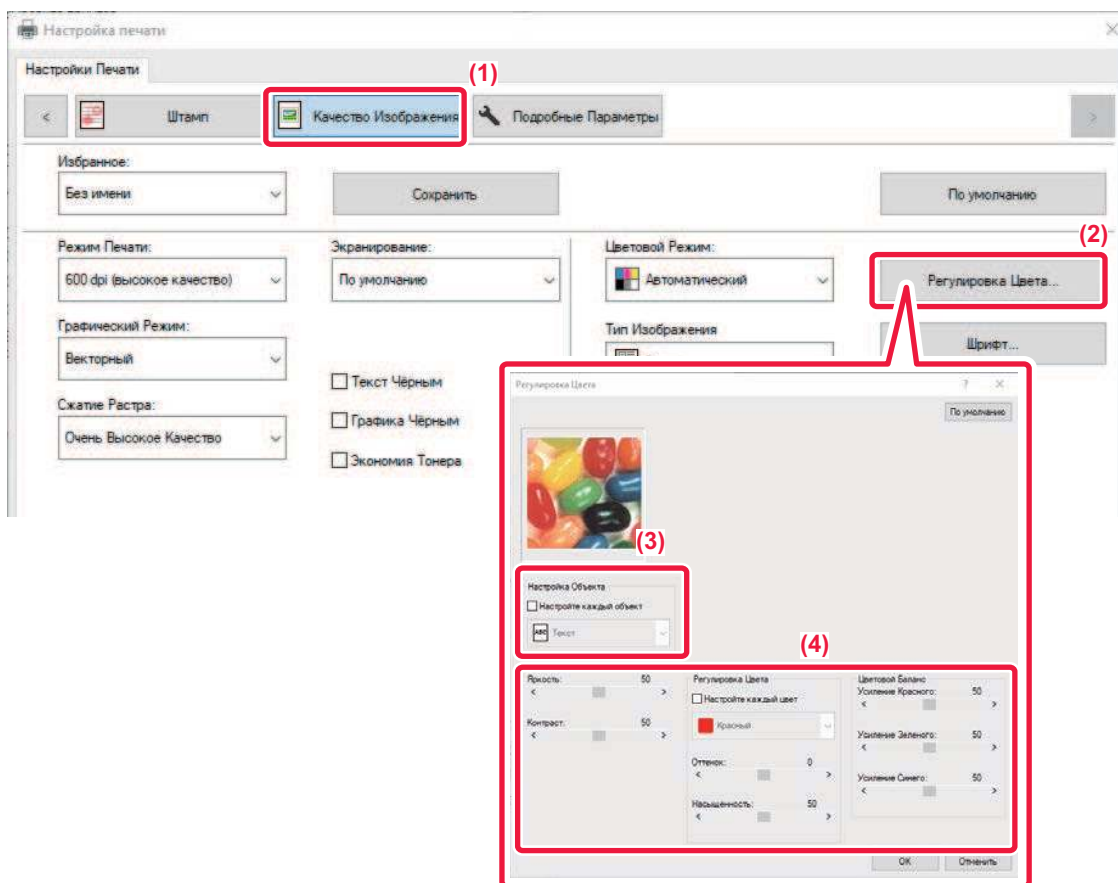 Настройка печати
Настройки Печати
(1)
< Штамп Качество Изображения Подробные Параметры >
Избранное:
Без имени Сохранить По умолчанию
Режим Печати: Экранирование: Цветовой Режим: (2)
600 dpi (высокое качество) По умолчанию Автоматический Регулировка Цвета...
Графический Режим: Тип Изображения
Векторный Шрифт...
Текст Чёрным
Сжатие Растра: Графика Чёрным
Очень Высокое Качество
Экономия Тонера
Регулировка Цвета ?
По умолчанию
(3)
Настройка Объекта
Настройте каждый объект
ABC Текст
(4)
Яркость: 50 Регулировка Цвета Цветовой Баланс
< > Настройте каждый цвет Усиление Красного: 50
< >
Контраст: 50 Красный Усиление Зеленого: 50
< > < >
Оттенок: 0 Усиление Синего: 50
< > < >
Насыщенность: 50
< >
OK Отменить